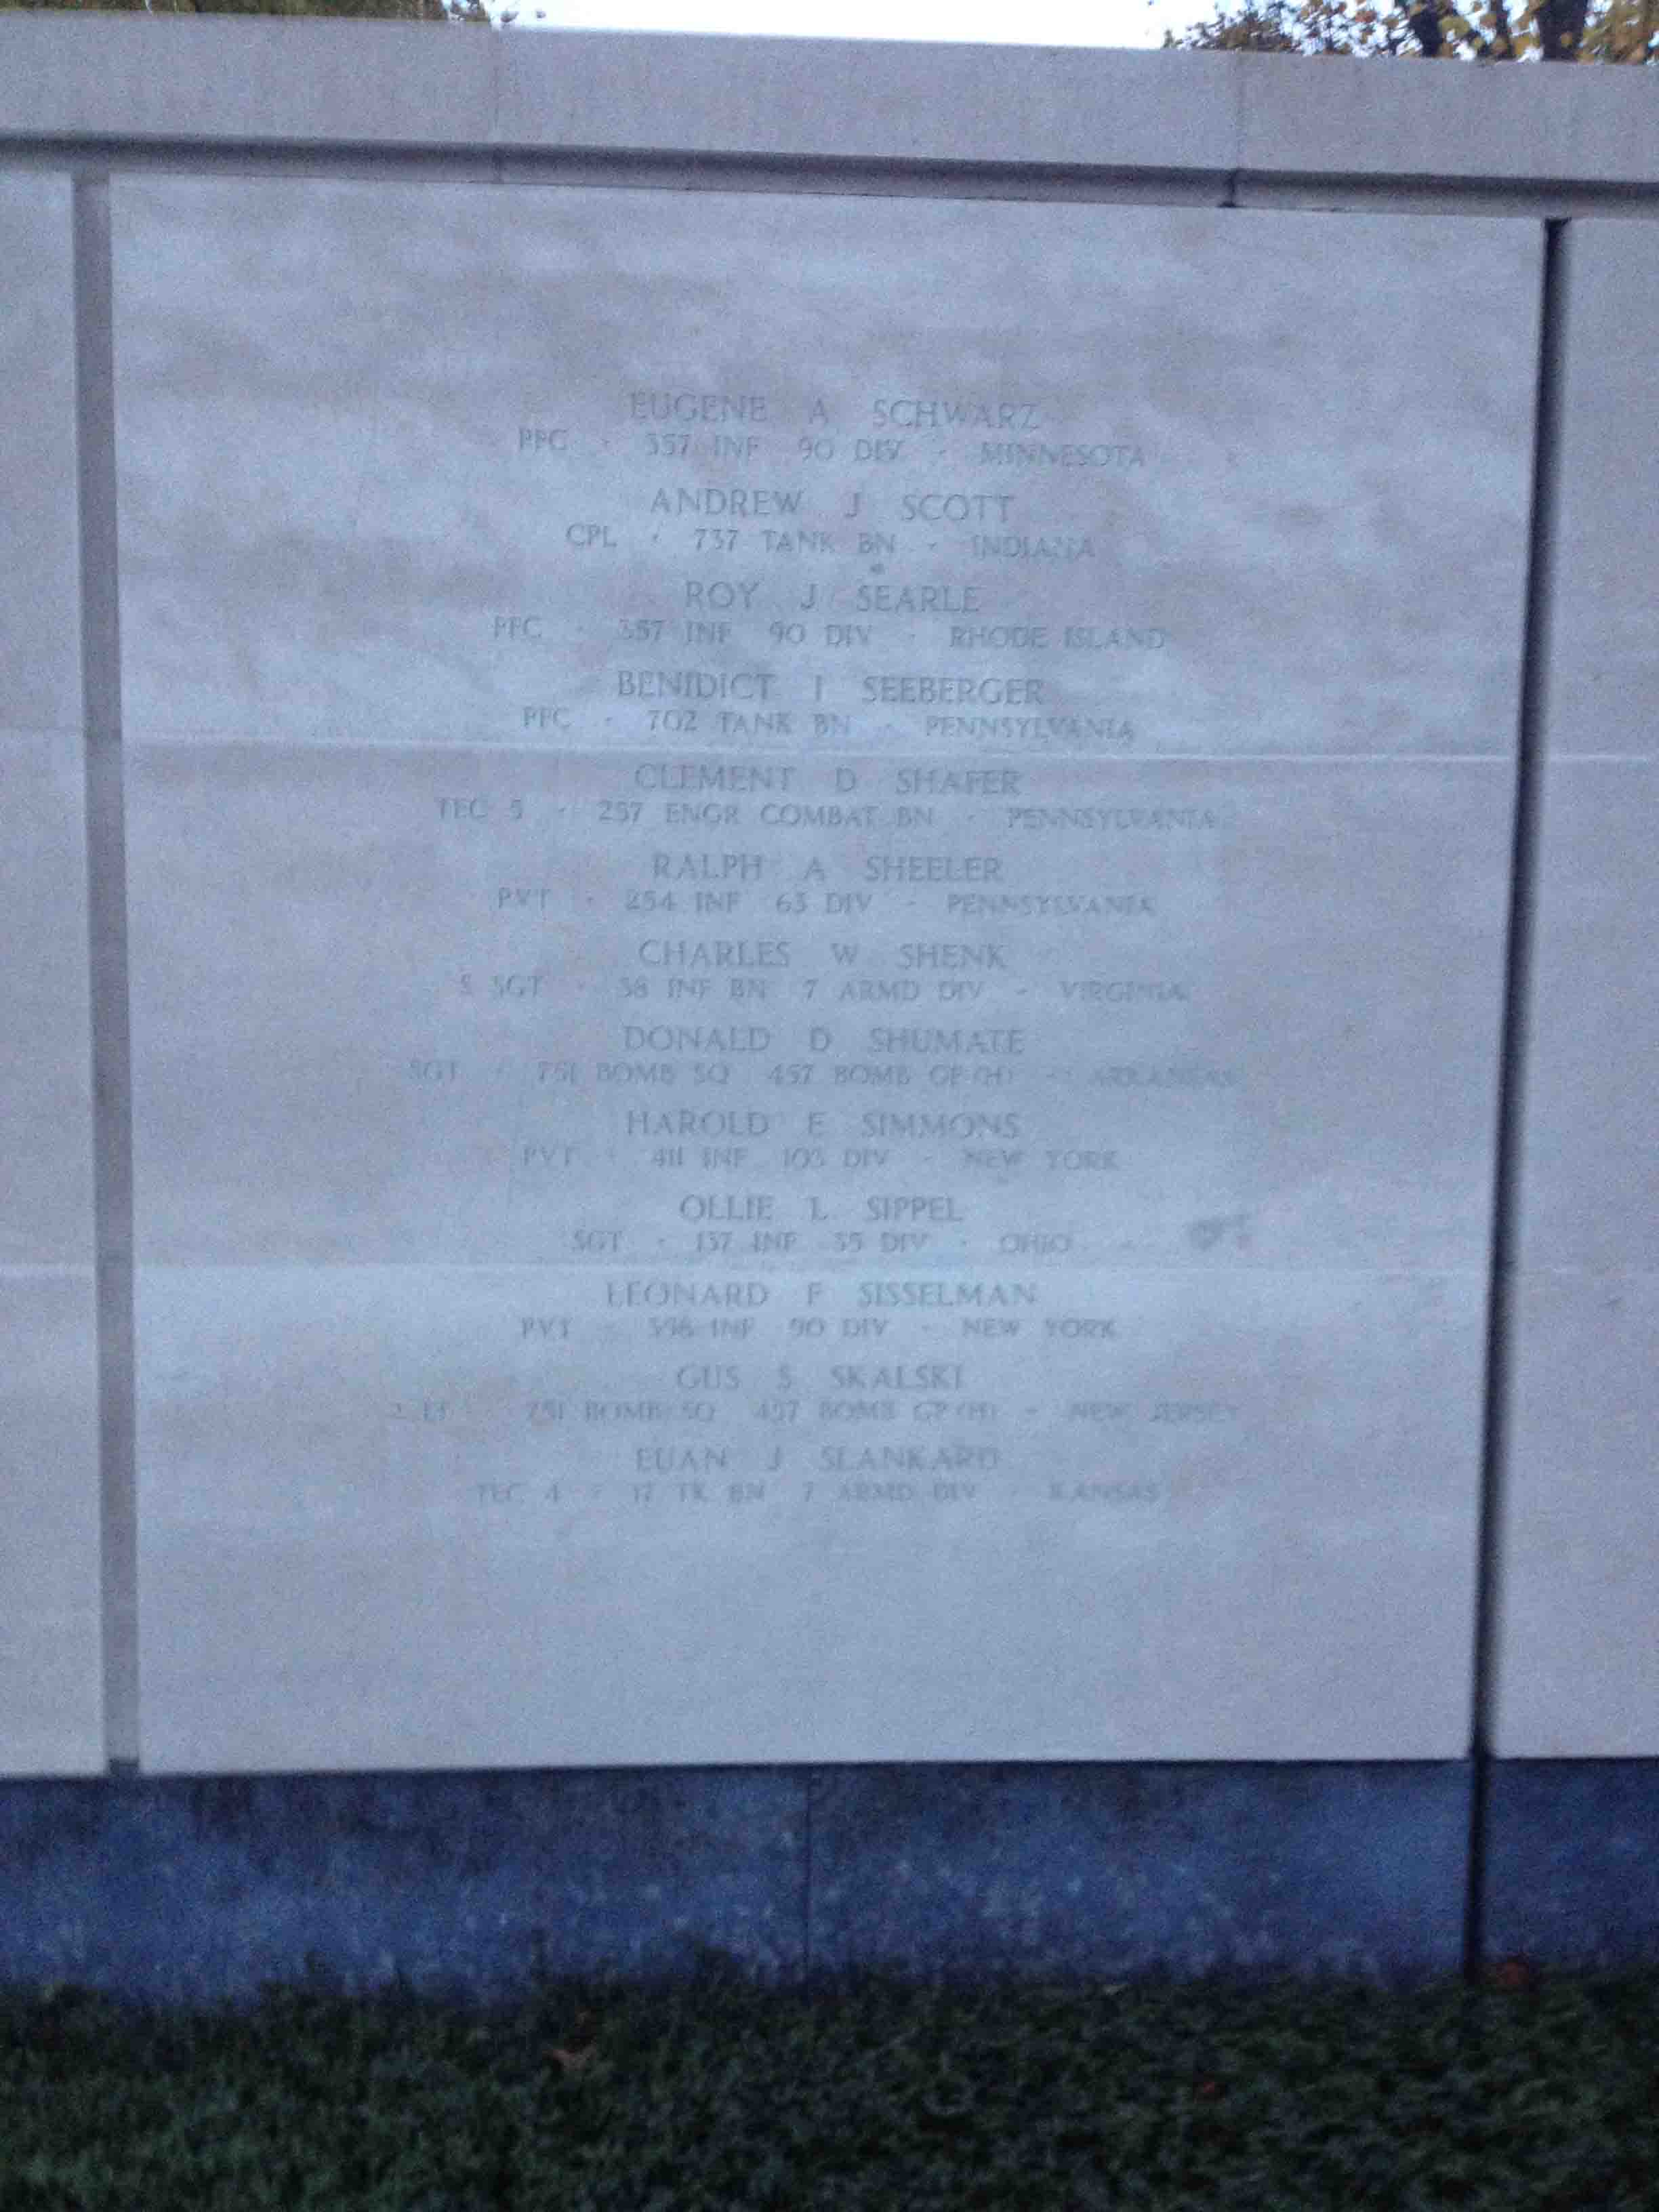 EUGENE A SCHWARZ
PFC · 357 INF 90 DIV · MINNESOTA
ANDREW J SCOTT
CPL · 737 TANK BN · INDIANA
ROY J SEARLE
PFC · 357 INF 90 DIV · RHODE ISLAND
BENIDICT I SEEBERGER
PFC · 702 TANK BN · PENNSYLVANIA
CLEMENT D SHAFER
TEC 5 · 257 ENGR COMBAT BN · PENNSYLVANIA
RALPH A SHEELER
PVT · 254 INF 63 DIV · PENNSYLVANIA
CHARLES W SHENK
S SGT · 38 INF BN 7 ARMD DIV · VIRGINIA
DONALD D SHUMATE
SGT · 751 BOMB SQ 457 BOMB GP (H) · ARKANSAS
HAROLD E SIMMONS
PVT · 411 INF 103 DIV · NEW YORK
OLLIE L SIPPEL
SGT · 137 INF 35 DIV · OHIO
LEONARD F SISSELMAN
PVT · INF 90 DIV · NEW YORK
GUS S SKALSKI
2 LT · 751 BOMB SQ 457 BOMB GP (H) · NEW JERSEY
EUAN J SLANKARD
TEC 4 · 17 TK BN 7 ARMD DIV · KANSAS